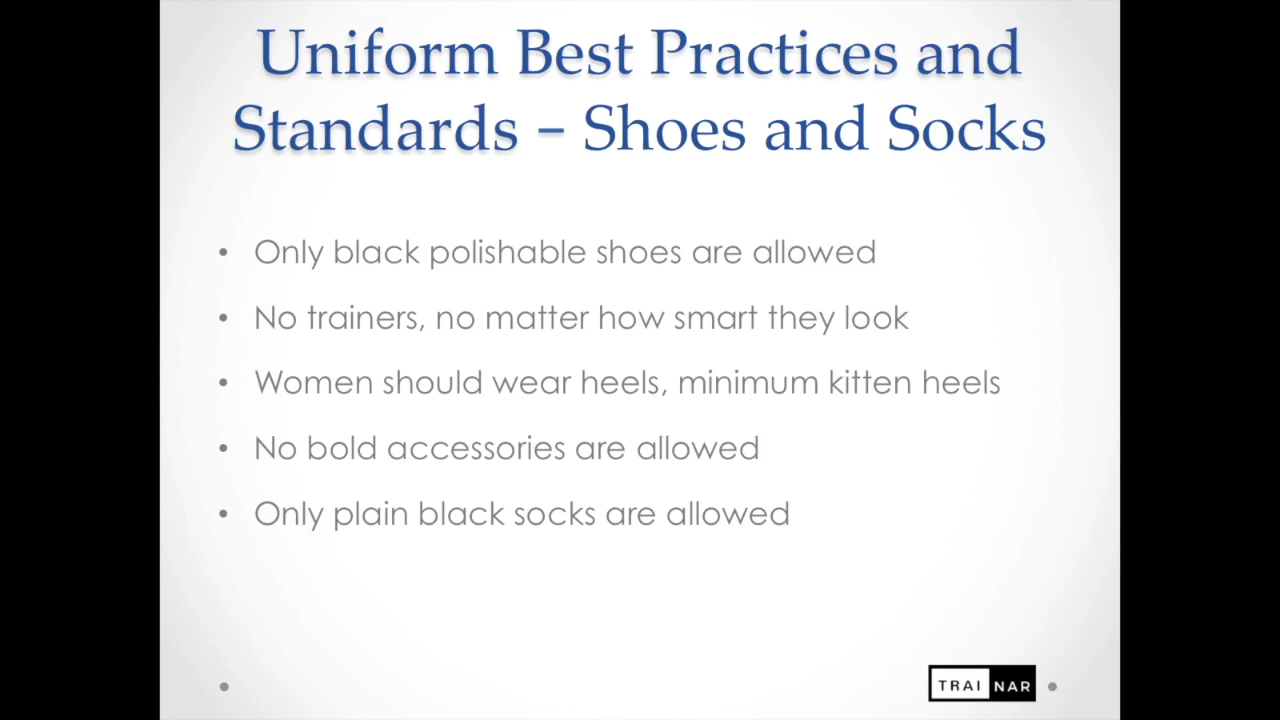 Uniform Best Practices and
Standards – Shoes and Socks
• Only black polishable shoes are allowed
• No trainers, no matter how smart they look
• Women should wear heels, minimum kitten heels
• No bold accessories are allowed
• Only plain black socks are allowed
TRAI NAR